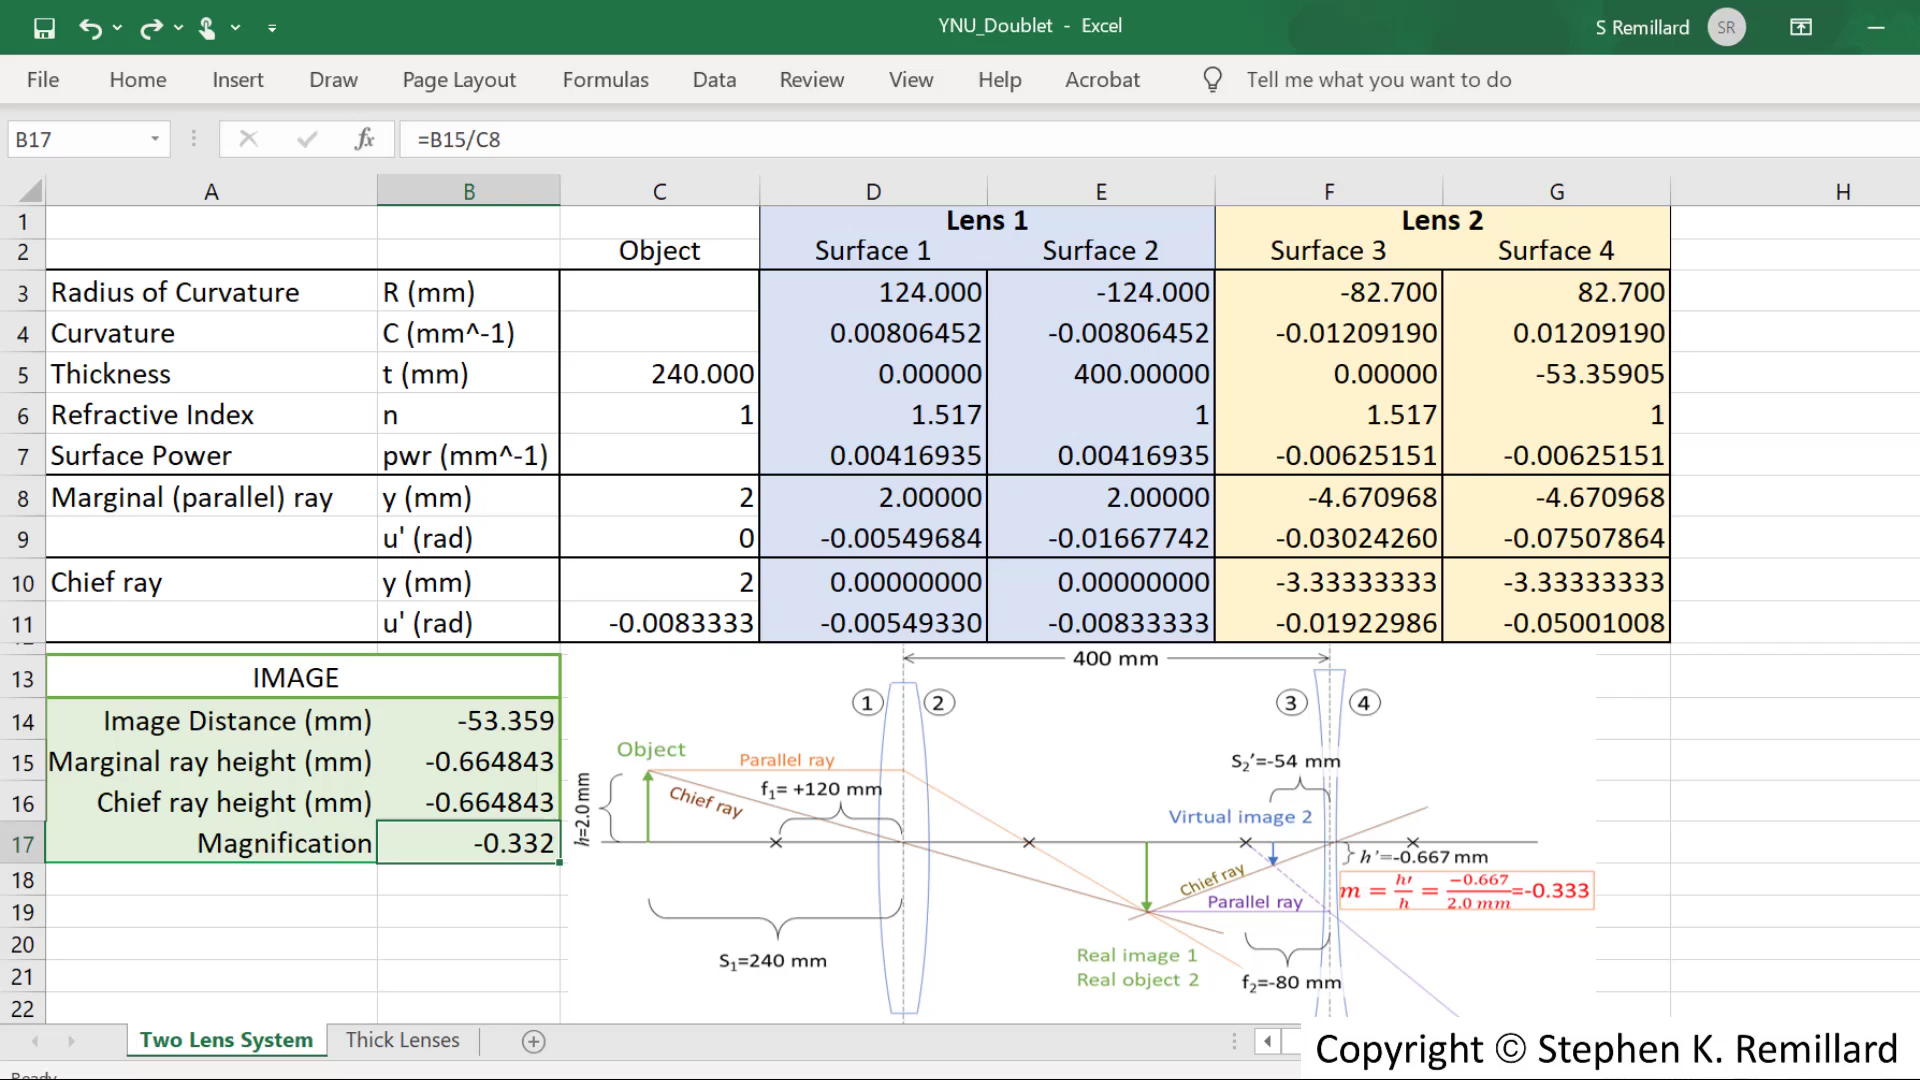 YNU_Doublet - Excel
S Remillard SR
File Home Insert Draw Page Layout Formulas Data Review View Help Acrobat Tell me what you want to do
B17 fx =B15/C8
A B C D E F G H
1 Lens 1 Lens 2
2 Object Surface 1 Surface 2 Surface 3 Surface 4
3 Radius of Curvature R (mm) 124.000 -124.000 -82.700 82.700
4 Curvature C (mm^-1) 0.00806452 -0.00806452 -0.01209190 0.01209190
5 Thickness t (mm) 240.000 0.00000 400.00000 0.00000 -53.35905
6 Refractive Index n 1 1.517 1 1.517 1
7 Surface Power pwr (mm^-1) 0.00416935 0.00416935 -0.00625151 -0.00625151
8 Marginal (parallel) ray y (mm) 2 2.00000 2.00000 -4.670968 -4.670968
9 u' (rad) 0 -0.00549684 -0.01667742 -0.03024260 -0.07507864
10 Chief ray y (mm) 2 0.00000000 0.00000000 -3.33333333 -3.33333333
11 u' (rad) -0.0083333 -0.00549330 -0.00833333 -0.01922986 -0.05001008
13 IMAGE
14 Image Distance (mm) -53.359
15 Marginal ray height (mm) -0.664843
16 Chief ray height (mm) -0.664843
17 Magnification -0.332
18
19
20
21
22
400 mm
1 2 3 4
Object
Parallel ray
S₂'=-54 mm
f₁= +120 mm
Chief ray
h=2.0 mm
Virtual image 2
h'=-0.667 mm
Chief ray
m = h'/h = -0.667/2.0 mm =-0.333
Parallel ray
S₁=240 mm
Real image 1
Real object 2
f₂=-80 mm
Two Lens System Thick Lenses
Copyright © Stephen K. Remillard
Ready